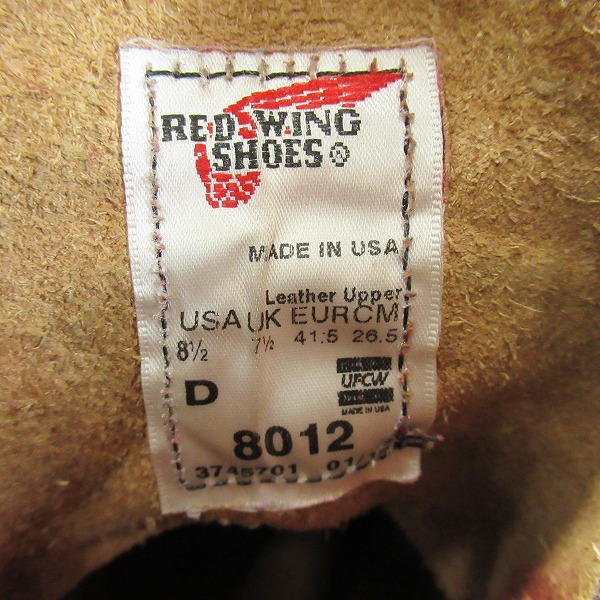 RED WING
SHOES®
MADE IN USA
Leather Upper
USA UK EUR CM
8½ 7½ 41.5 26.5
D
UFCW
MADE IN USA
8012